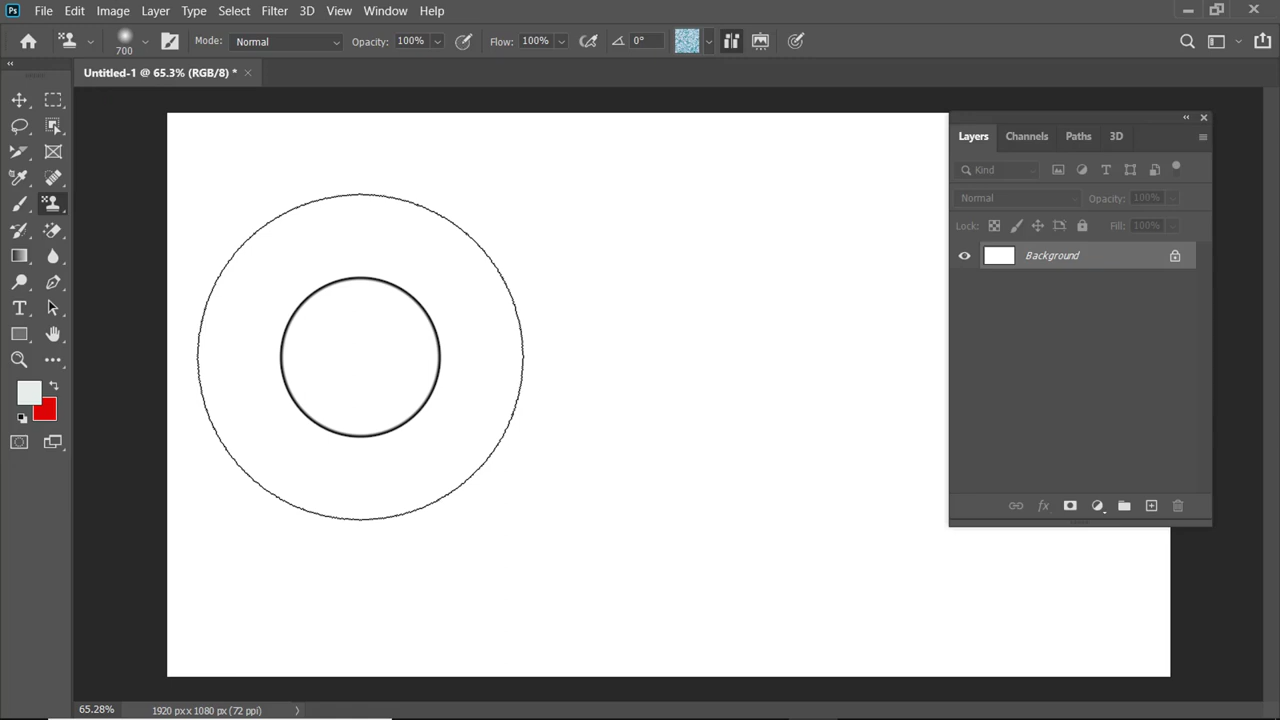 Ps File Edit Image Layer Type Select Filter 3D View Window Help
700 Mode: Normal Opacity: 100% Flow: 100% 0°
Untitled-1 @ 65.3% (RGB/8) *
Layers Channels Paths 3D
Kind
Normal Opacity: 100%
Lock: Fill: 100%
Background
fx
65.28% 1920 px x 1080 px (72 ppi)